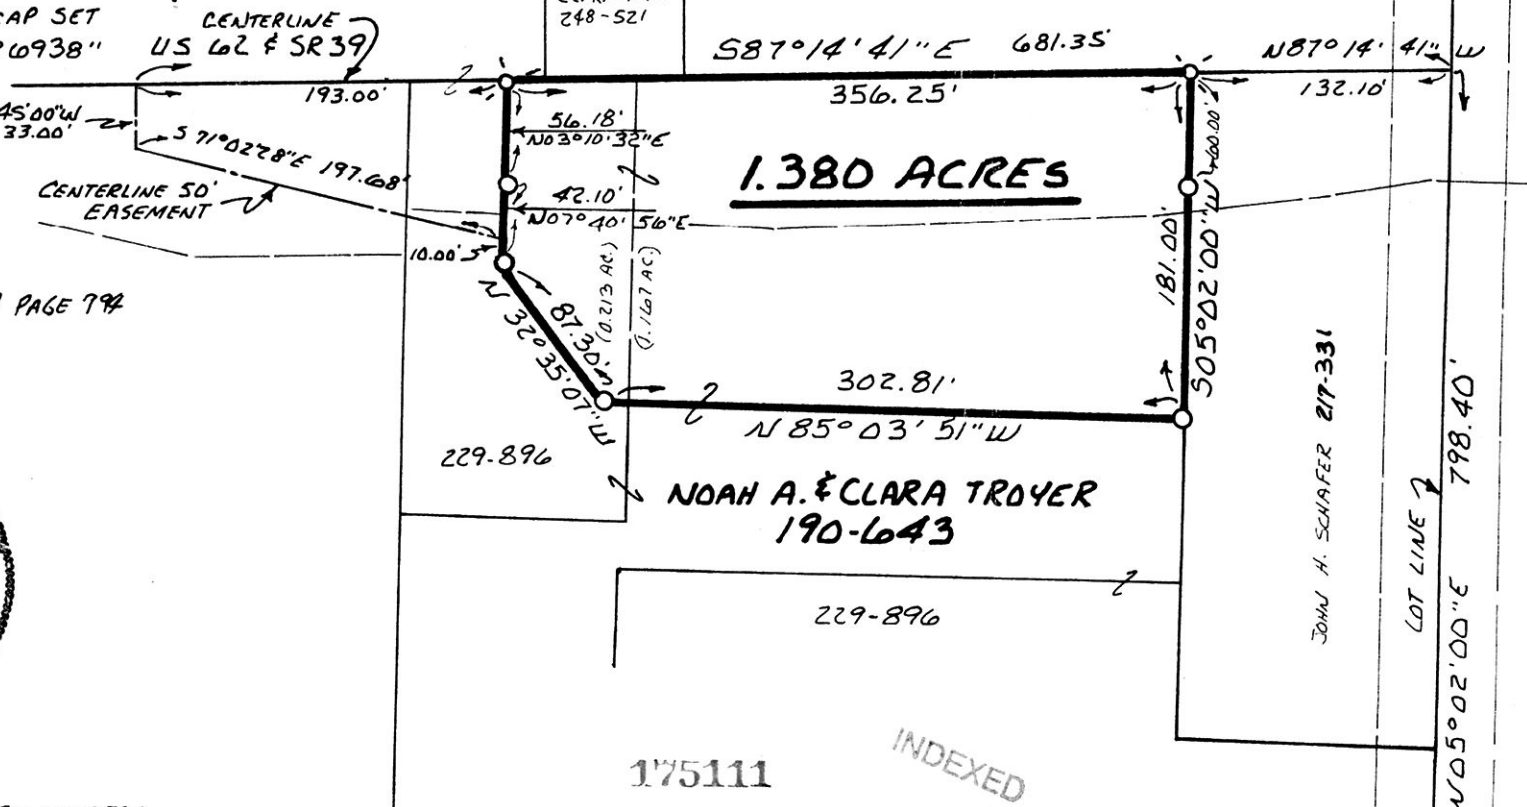 CAP SET
6938"
CENTERLINE
US 62 & SR 39
248-521
S87°14'41"E 681.35'
N87°14'41"W
193.00'
356.25'
132.10'
45'00"W
33.00'
S 71°02'28"E 197.68'
CENTERLINE 50'
EASEMENT
56.18'
N03°10'32"E
42.10'
N07°40'56"E
10.00'
1.380 ACRES
60.00'
181.00'
S05°02'00"W
PAGE 794
87.30'
N 32°35'07"W
(0.213 AC.)
(1.167 AC.)
302.81'
N 85°03'51"W
229-896
NOAH A. & CLARA TROYER
190-643
229-896
JOHN H. SCHAFER 217-331
LOT LINE
798.40'
N05°02'00"E
175111
INDEXED